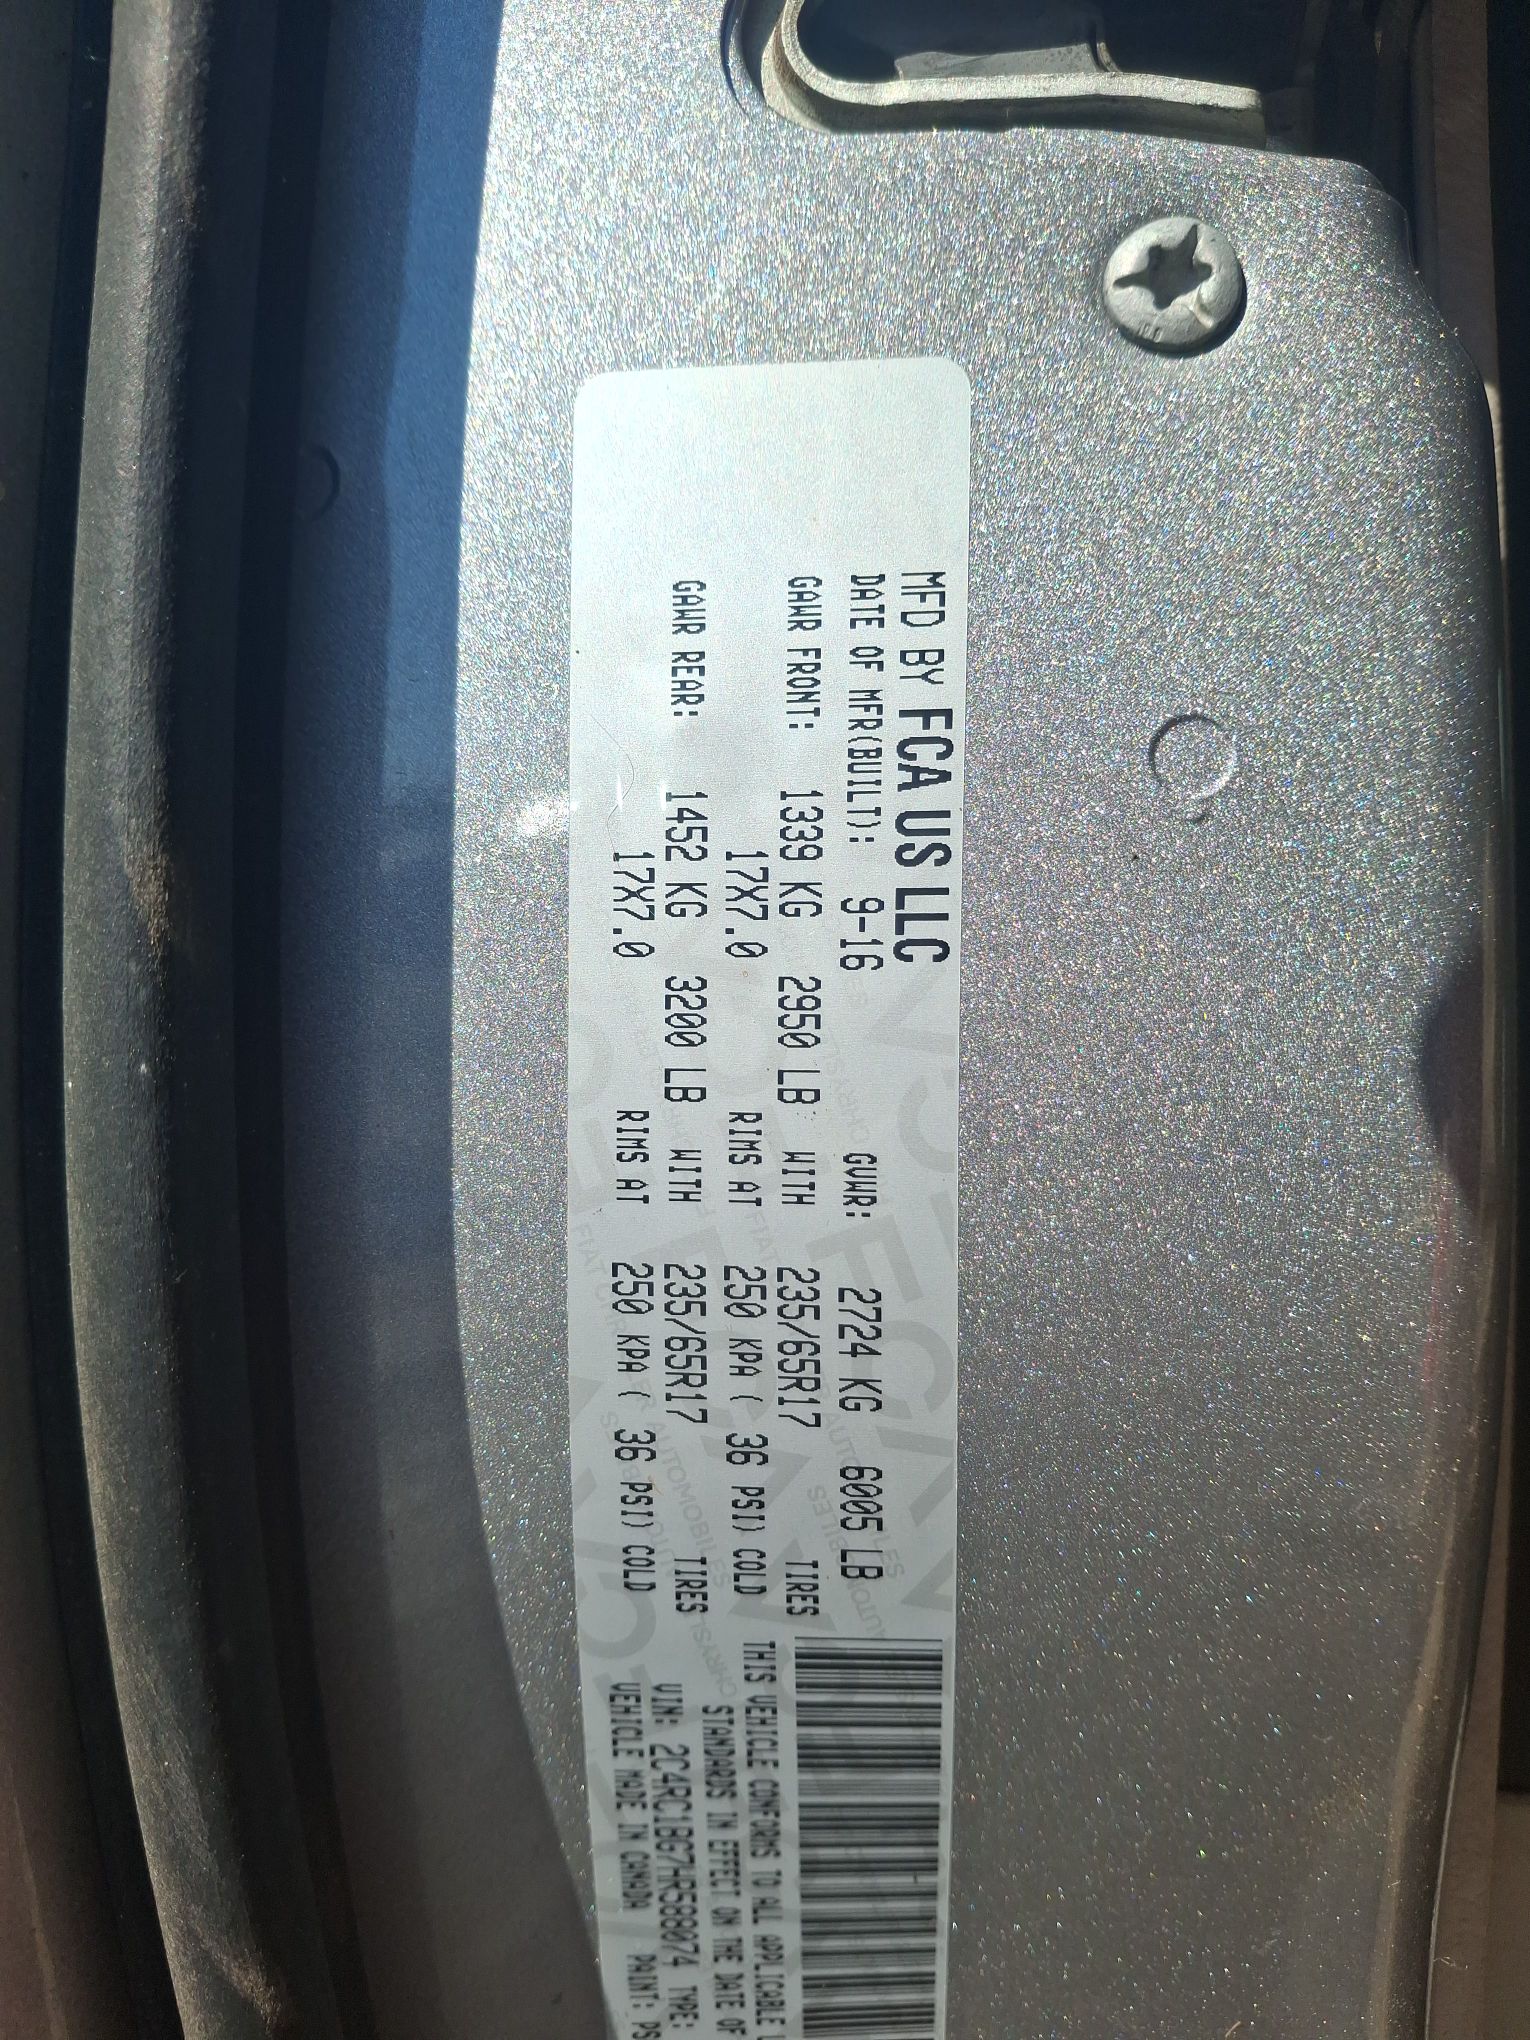 MFD BY FCA US LLC
DATE OF MFR(BUILT): 9-16 GVWR: 2724 KG 6005 LB
GAWR FRONT: 1339 KG 2950 LB WITH 235/65R17 TIRES
17X7.0 RIMS AT 250 KPA ( 36 PSI) COLD
GAWR REAR: 1452 KG 3200 LB WITH 235/65R17 TIRES
17X7.0 RIMS AT 250 KPA ( 36 PSI) COLD
THIS VEHICLE CONFORMS TO ALL APPLICABLE
STANDARDS IN EFFECT ON THE DATE OF
VIN: 2C4RC1BG7HR588074 TYPE:
VEHICLE MADE IN CANADA PAINT: PS